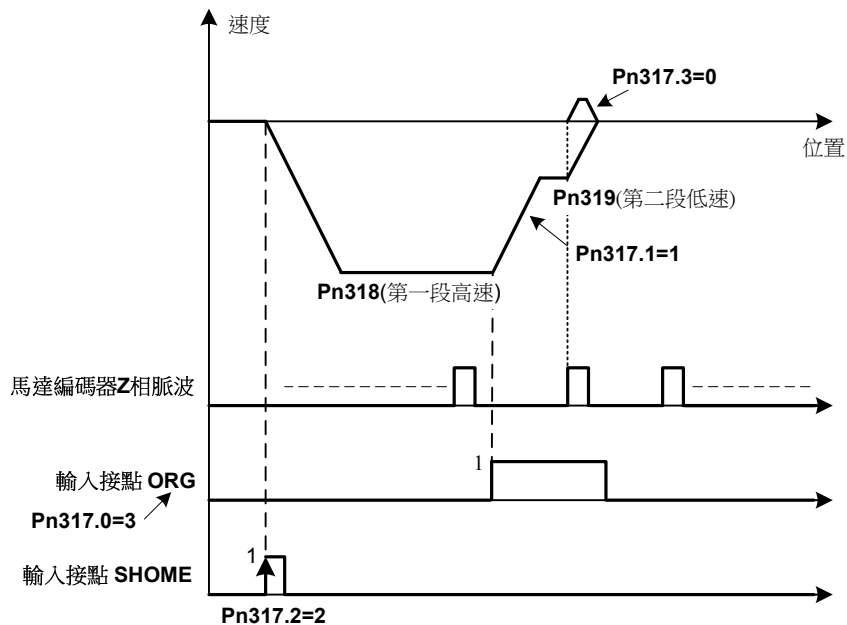 速度
Pn317.3=0
位置
Pn319(第二段低速)
Pn317.1=1
Pn318(第一段高速)
馬達編碼器Z相脈波
1
輸入接點 ORG
Pn317.0=3
1
輸入接點 SHOME
Pn317.2=2